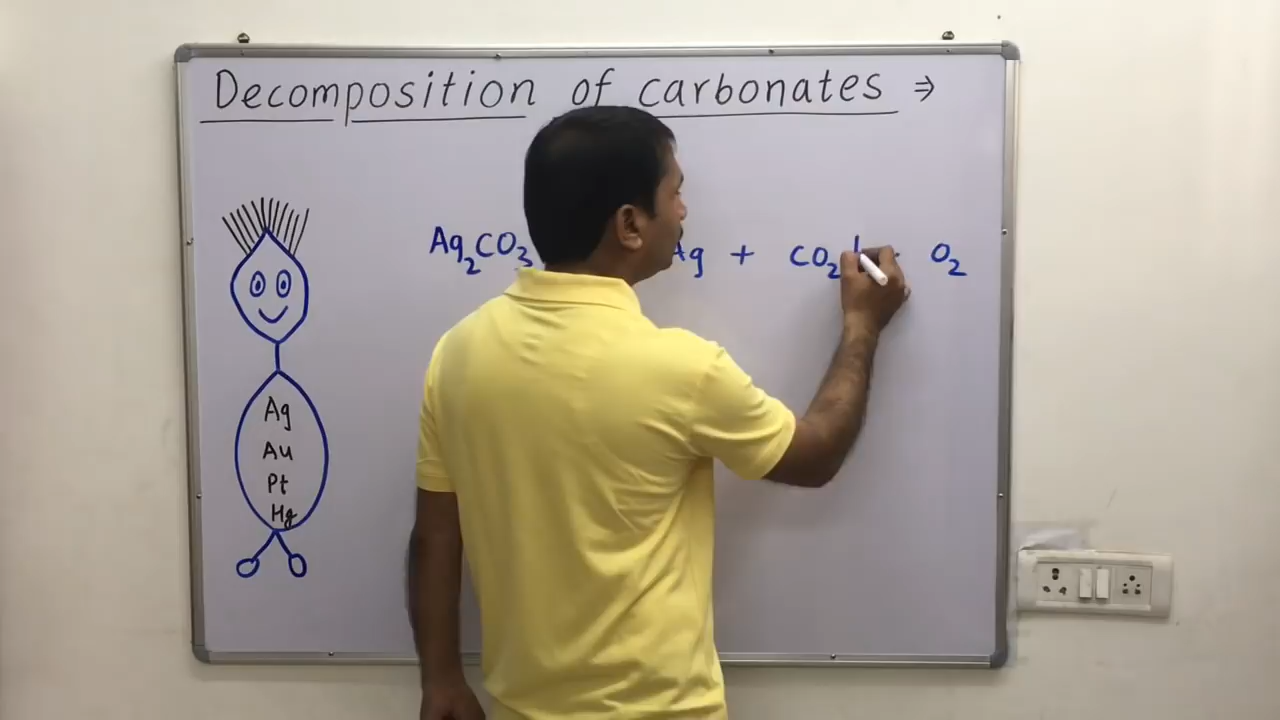 Decomposition of carbonates ⇒
Ag₂CO₃ Ag + CO₂ O₂
Ag
Au
Pt
Hg